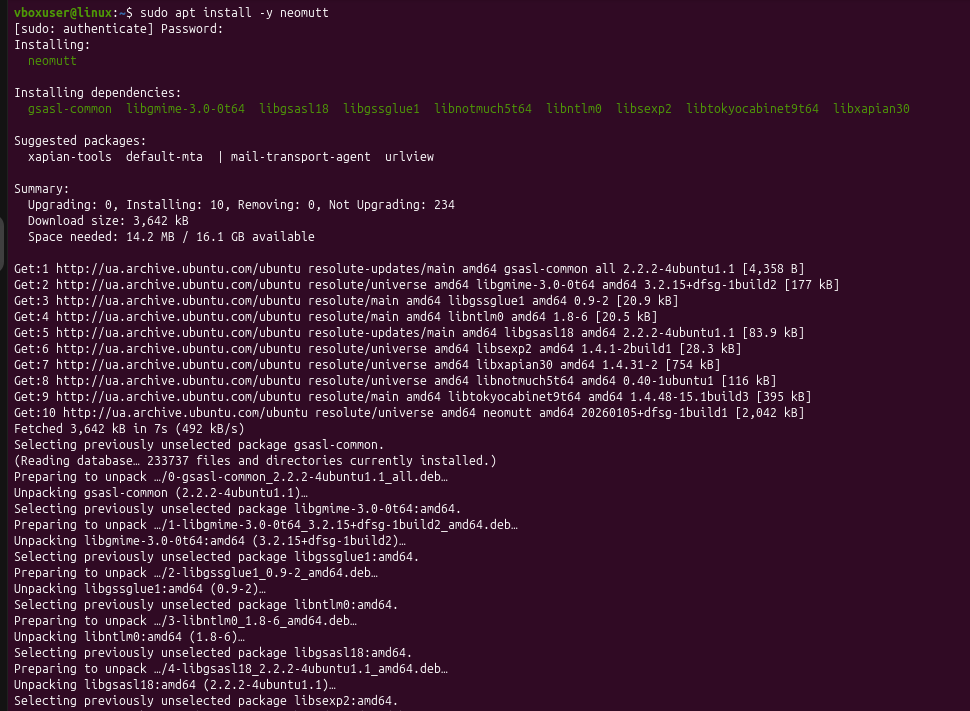 vboxuser@linux:~$ sudo apt install -y neomutt
[sudo: authenticate] Password:
Installing:
  neomutt

Installing dependencies:
  gsasl-common  libgmime-3.0-0t64  libgsasl18  libgssglue1  libnotmuch5t64  libntlm0  libsexp2  libtokyocabinet9t64  libxapian30

Suggested packages:
  xapian-tools  default-mta  | mail-transport-agent  urlview

Summary:
  Upgrading: 0, Installing: 10, Removing: 0, Not Upgrading: 234
  Download size: 3,642 kB
  Space needed: 14.2 MB / 16.1 GB available

Get:1 http://ua.archive.ubuntu.com/ubuntu resolute-updates/main amd64 gsasl-common all 2.2.2-4ubuntu1.1 [4,358 B]
Get:2 http://ua.archive.ubuntu.com/ubuntu resolute/universe amd64 libgmime-3.0-0t64 amd64 3.2.15+dfsg-1build2 [177 kB]
Get:3 http://ua.archive.ubuntu.com/ubuntu resolute/main amd64 libgssglue1 amd64 0.9-2 [20.9 kB]
Get:4 http://ua.archive.ubuntu.com/ubuntu resolute/main amd64 libntlm0 amd64 1.8-6 [20.5 kB]
Get:5 http://ua.archive.ubuntu.com/ubuntu resolute-updates/main amd64 libgsasl18 amd64 2.2.2-4ubuntu1.1 [83.9 kB]
Get:6 http://ua.archive.ubuntu.com/ubuntu resolute/universe amd64 libsexp2 amd64 1.4.1-2build1 [28.3 kB]
Get:7 http://ua.archive.ubuntu.com/ubuntu resolute/universe amd64 libxapian30 amd64 1.4.31-2 [754 kB]
Get:8 http://ua.archive.ubuntu.com/ubuntu resolute/universe amd64 libnotmuch5t64 amd64 0.40-1ubuntu1 [116 kB]
Get:9 http://ua.archive.ubuntu.com/ubuntu resolute/main amd64 libtokyocabinet9t64 amd64 1.4.48-15.1build3 [395 kB]
Get:10 http://ua.archive.ubuntu.com/ubuntu resolute/universe amd64 neomutt amd64 20260105+dfsg-1build1 [2,042 kB]
Fetched 3,642 kB in 7s (492 kB/s)
Selecting previously unselected package gsasl-common.
(Reading database… 233737 files and directories currently installed.)
Preparing to unpack …/0-gsasl-common_2.2.2-4ubuntu1.1_all.deb…
Unpacking gsasl-common (2.2.2-4ubuntu1.1)…
Selecting previously unselected package libgmime-3.0-0t64:amd64.
Preparing to unpack …/1-libgmime-3.0-0t64_3.2.15+dfsg-1build2_amd64.deb…
Unpacking libgmime-3.0-0t64:amd64 (3.2.15+dfsg-1build2)…
Selecting previously unselected package libgssglue1:amd64.
Preparing to unpack …/2-libgssglue1_0.9-2_amd64.deb…
Unpacking libgssglue1:amd64 (0.9-2)…
Selecting previously unselected package libntlm0:amd64.
Preparing to unpack …/3-libntlm0_1.8-6_amd64.deb…
Unpacking libntlm0:amd64 (1.8-6)…
Selecting previously unselected package libgsasl18:amd64.
Preparing to unpack …/4-libgsasl18_2.2.2-4ubuntu1.1_amd64.deb…
Unpacking libgsasl18:amd64 (2.2.2-4ubuntu1.1)…
Selecting previously unselected package libsexp2:amd64.